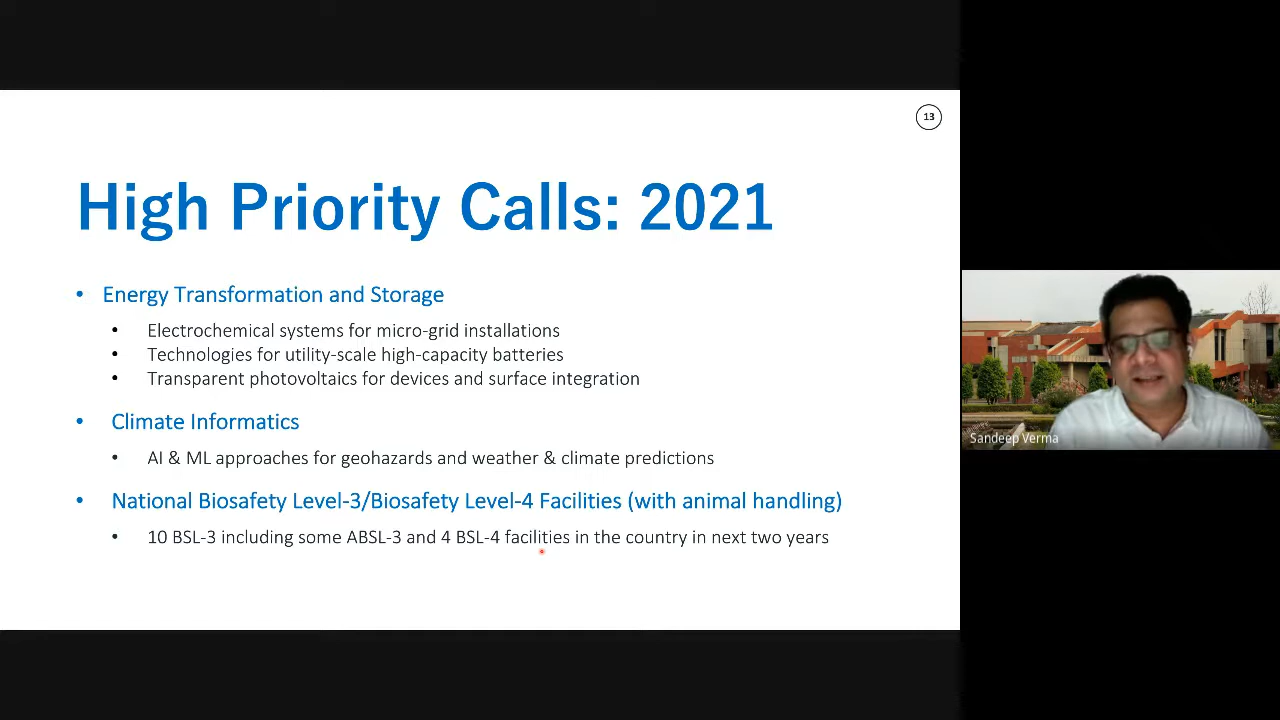 13
High Priority Calls: 2021
• Energy Transformation and Storage
• Electrochemical systems for micro-grid installations
• Technologies for utility-scale high-capacity batteries
• Transparent photovoltaics for devices and surface integration
• Climate Informatics
• AI & ML approaches for geohazards and weather & climate predictions
• National Biosafety Level-3/Biosafety Level-4 Facilities (with animal handling)
• 10 BSL-3 including some ABSL-3 and 4 BSL-4 facilities in the country in next two years
Sandeep Verma